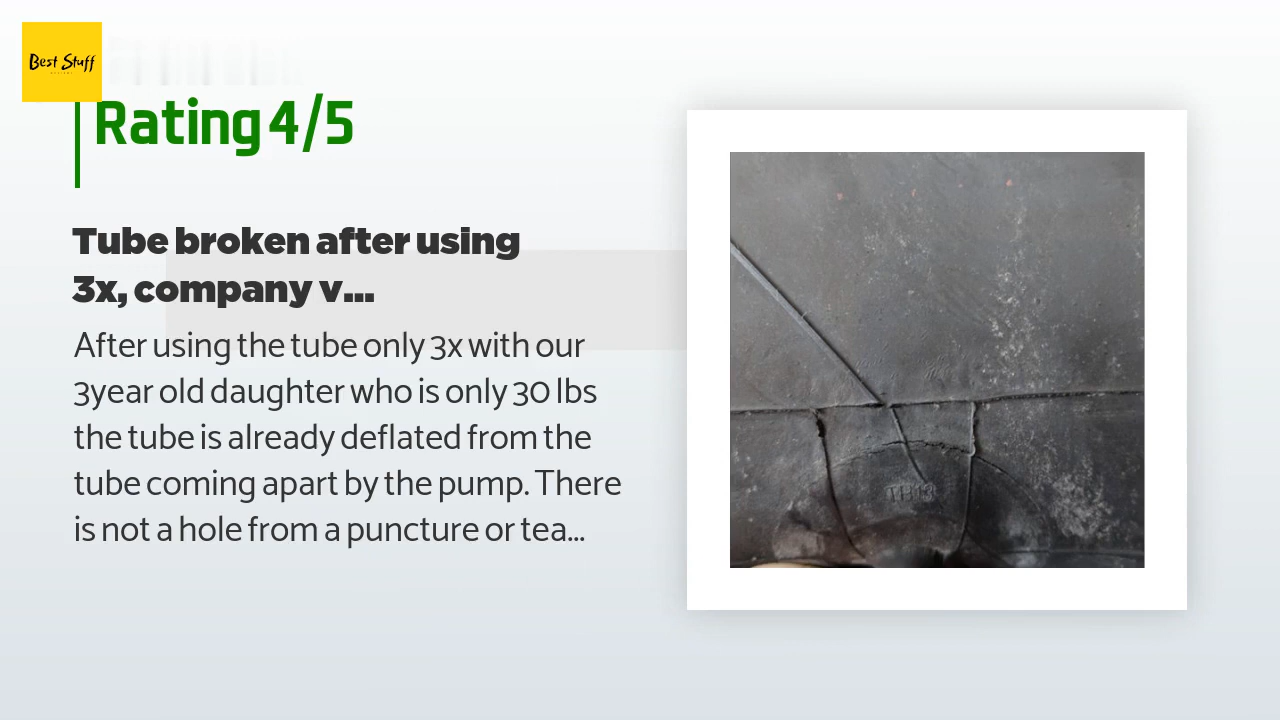 Best Stuff
Rating 4/5
Tube broken after using
3x, company v...
After using the tube only 3x with our
3year old daughter who is only 30 lbs
the tube is already deflated from the
tube coming apart by the pump. There
is not a hole from a puncture or tea...